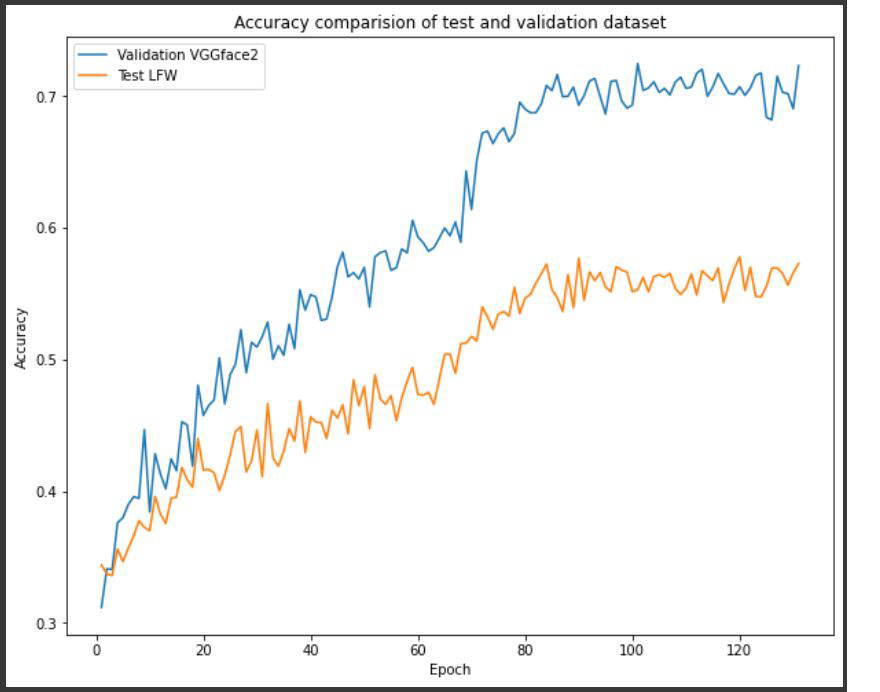 Accuracy comparision of test and validation dataset
Validation VGGface2
Test LFW
0.7
0.6
0.5
0.4
0.3
Accuracy
0 20 40 60 80 100 120
Epoch